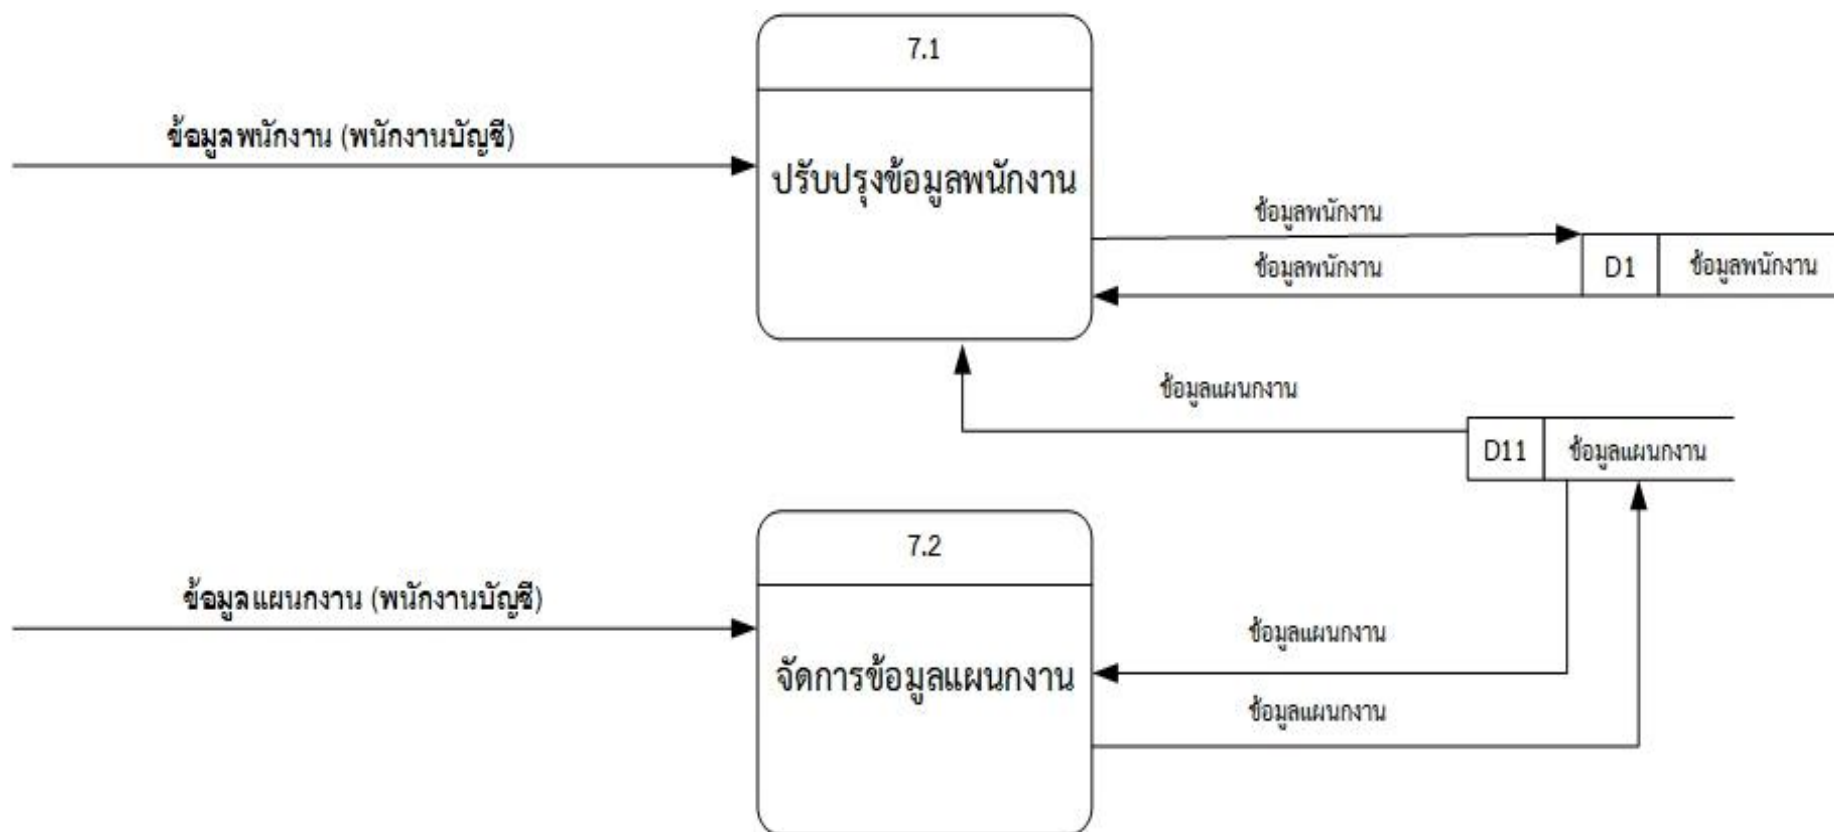 7.1
ข้อมูลพนักงาน (พนักงานบัญชี)
ปรับปรุงข้อมูลพนักงาน
ข้อมูลพนักงาน
ข้อมูลพนักงาน
D1
ข้อมูลพนักงาน
ข้อมูลแผนกงาน
D11
ข้อมูลแผนกงาน
7.2
ข้อมูลแผนกงาน (พนักงานบัญชี)
ข้อมูลแผนกงาน
จัดการข้อมูลแผนกงาน
ข้อมูลแผนกงาน